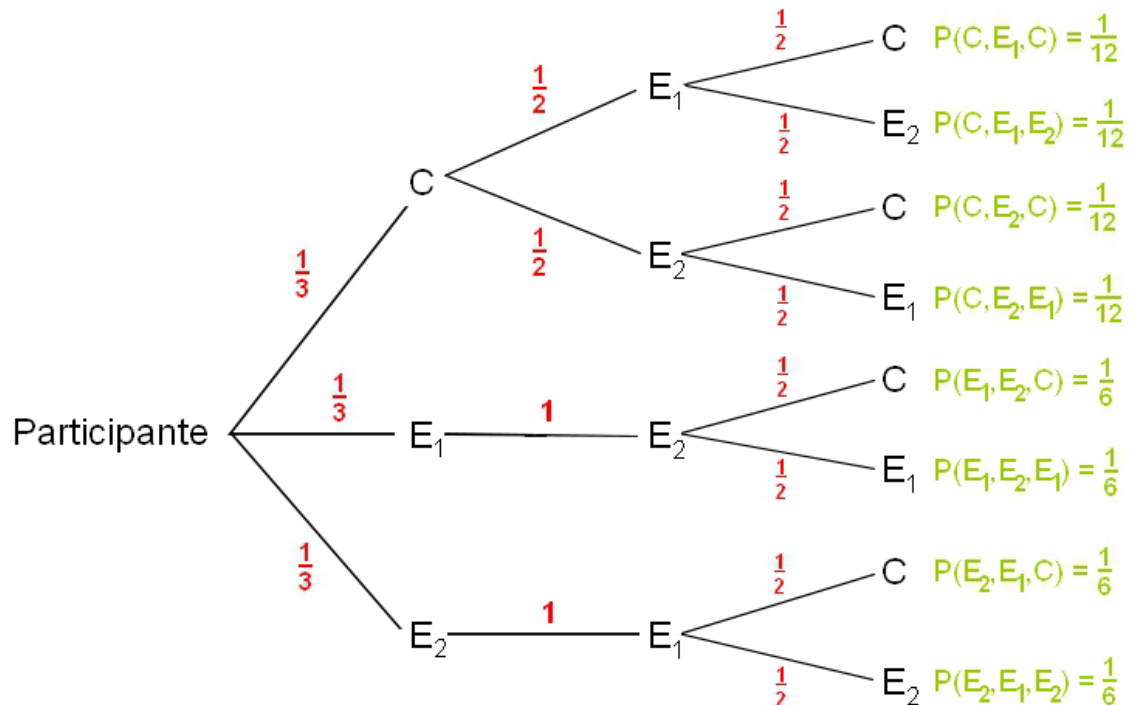 1/2 C P(C,E₁,C) = 1/12
1/2 E₁
1/2 E₂ P(C,E₁,E₂) = 1/12
C
1/2 C P(C,E₂,C) = 1/12
1/2 E₂
1/3
1/2 E₁ P(C,E₂,E₁) = 1/12
1/2 C P(E₁,E₂,C) = 1/6
Participante 1/3 E₁ 1 E₂
1/2 E₁ P(E₁,E₂,E₁) = 1/6
1/3
1/2 C P(E₂,E₁,C) = 1/6
E₂ 1 E₁
1/2 E₂ P(E₂,E₁,E₂) = 1/6